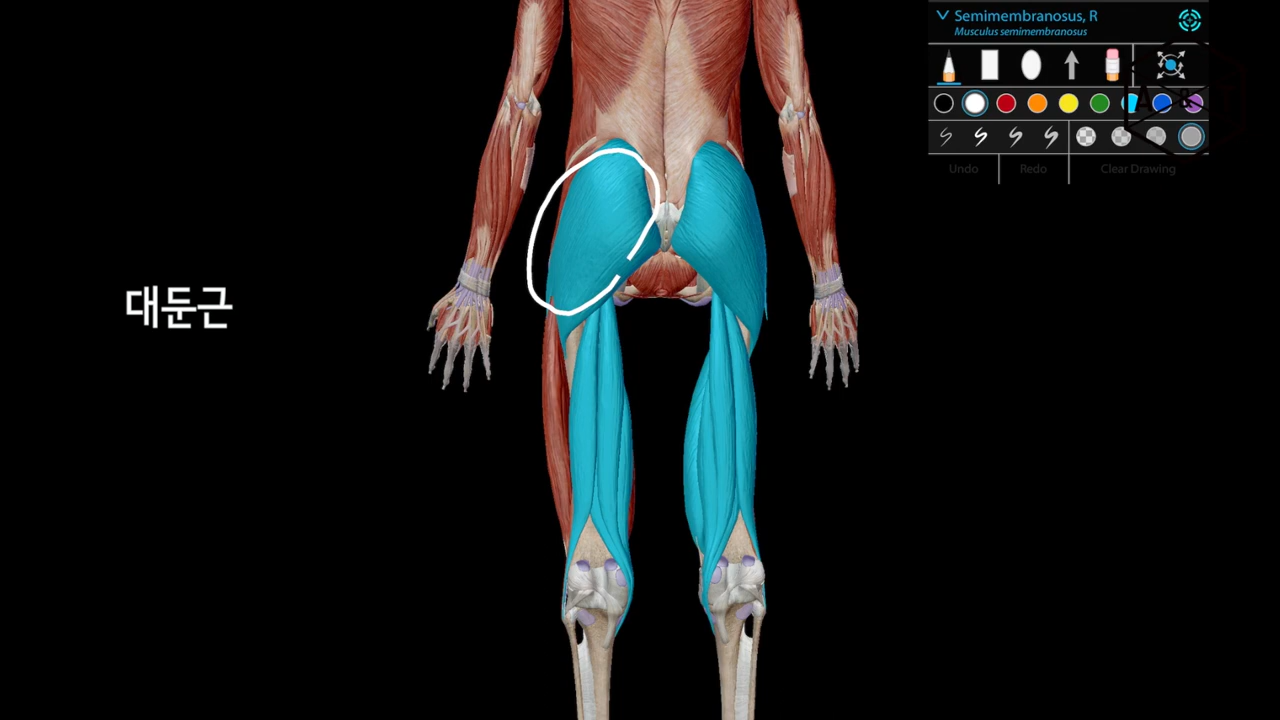 Semimembranosus, R
Musculus semimembranosus
Undo
Redo
Clear Drawing
대둔근